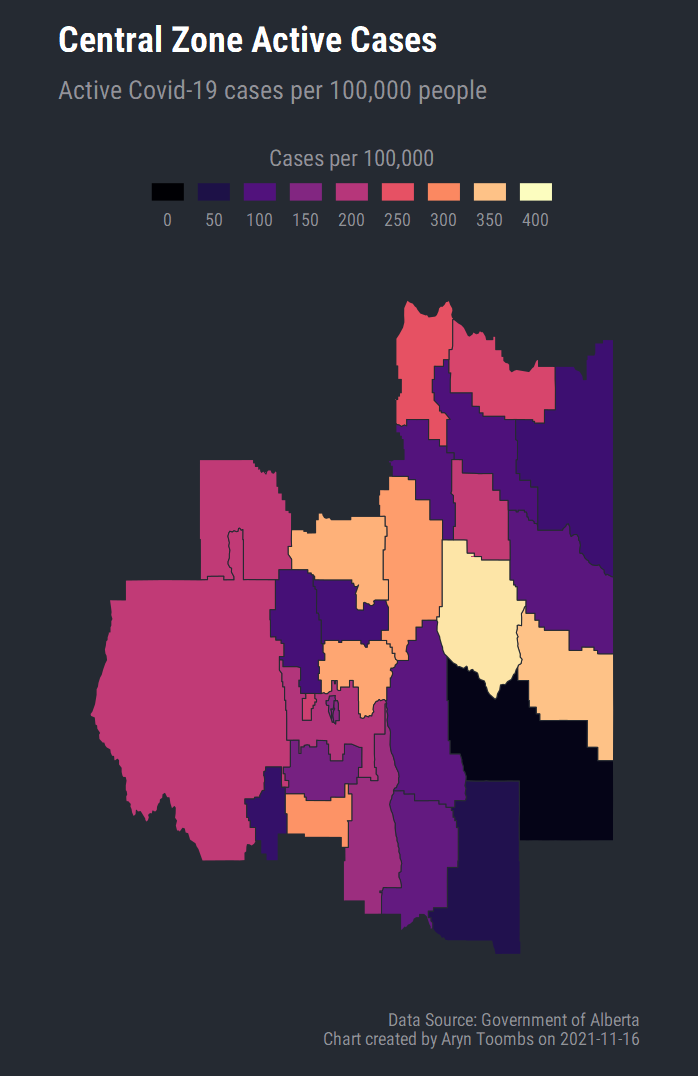 Central Zone Active Cases
Active Covid-19 cases per 100,000 people
Cases per 100,000
0 50 100 150 200 250 300 350 400
Data Source: Government of Alberta
Chart created by Aryn Toombs on 2021-11-16